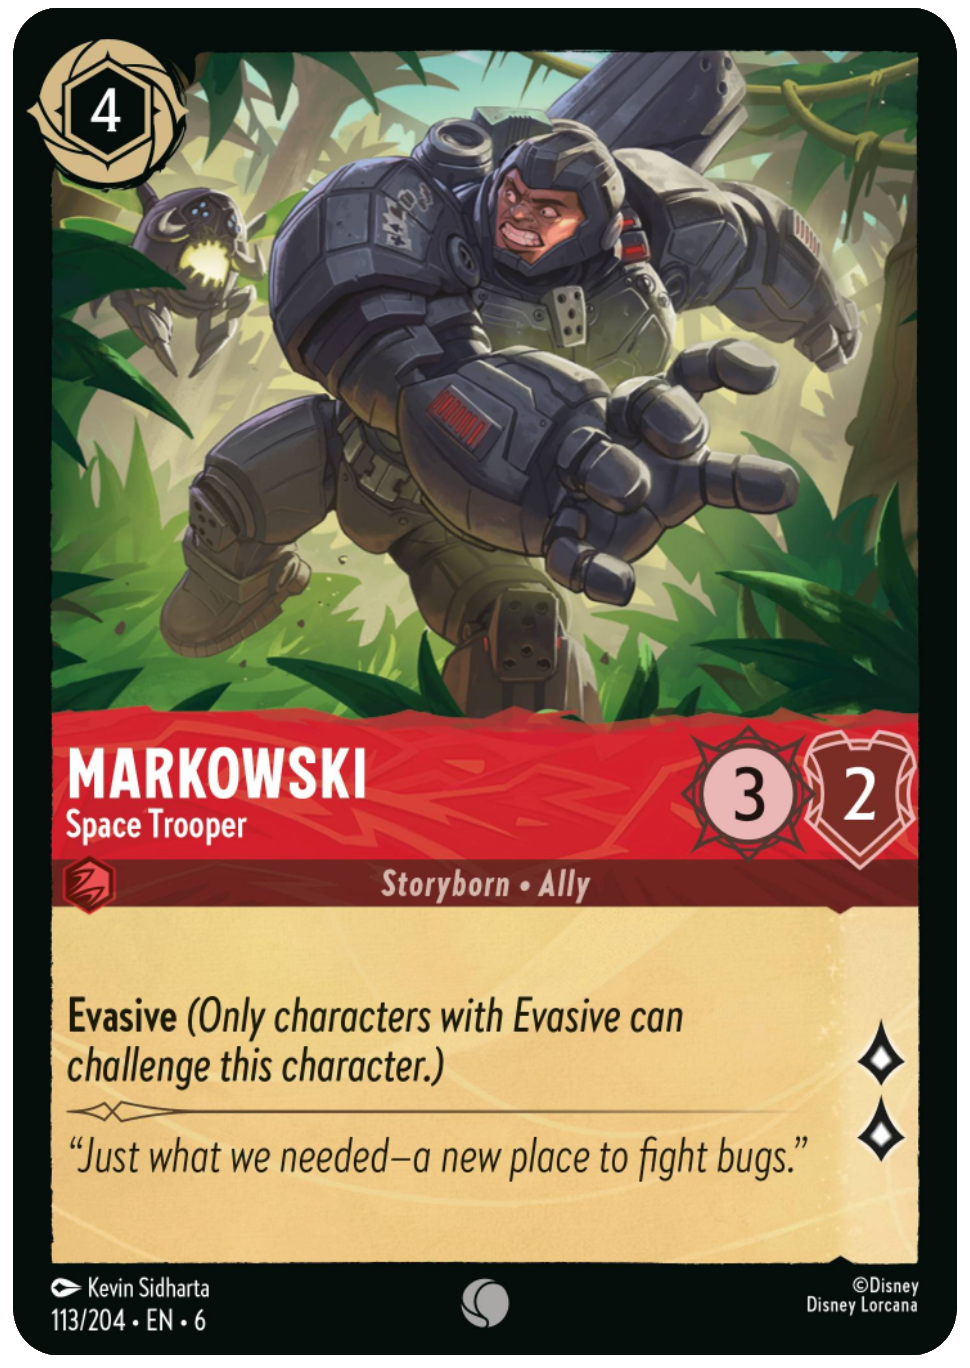 4
MARKOWSKI
Space Trooper
3
2
Storyborn • Ally
Evasive (Only characters with Evasive can
challenge this character.)
“Just what we needed—a new place to fight bugs.”
Kevin Sidharta
113/204 • EN • 6
©Disney
Disney Lorcana